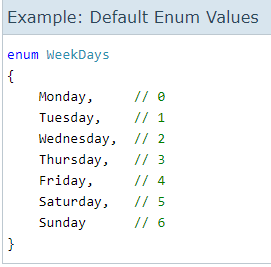 Example: Default Enum Values
enum WeekDays
{
    Monday,     // 0
    Tuesday,    // 1
    Wednesday,  // 2
    Thursday,   // 3
    Friday,     // 4
    Saturday,   // 5
    Sunday      // 6
}